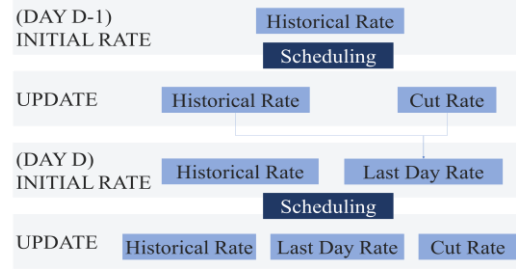 (DAY D-1)
INITIAL RATE
Historical Rate
Scheduling
UPDATE
Historical Rate
Cut Rate
(DAY D)
INITIAL RATE
Historical Rate
Last Day Rate
Scheduling
UPDATE
Historical Rate
Last Day Rate
Cut Rate